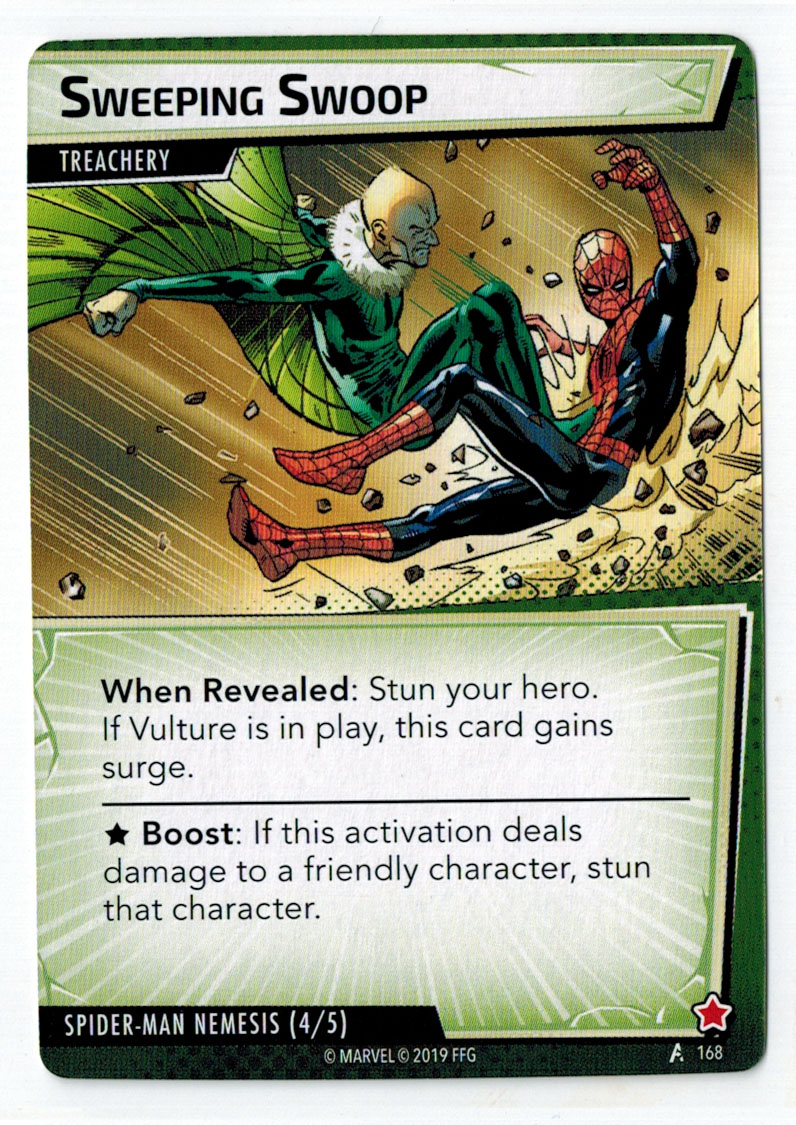 SWEEPING SWOOP
TREACHERY
When Revealed: Stun your hero.
If Vulture is in play, this card gains
surge.
★ Boost: If this activation deals
damage to a friendly character, stun
that character.
SPIDER-MAN NEMESIS (4/5)
© MARVEL © 2019 FFG
168